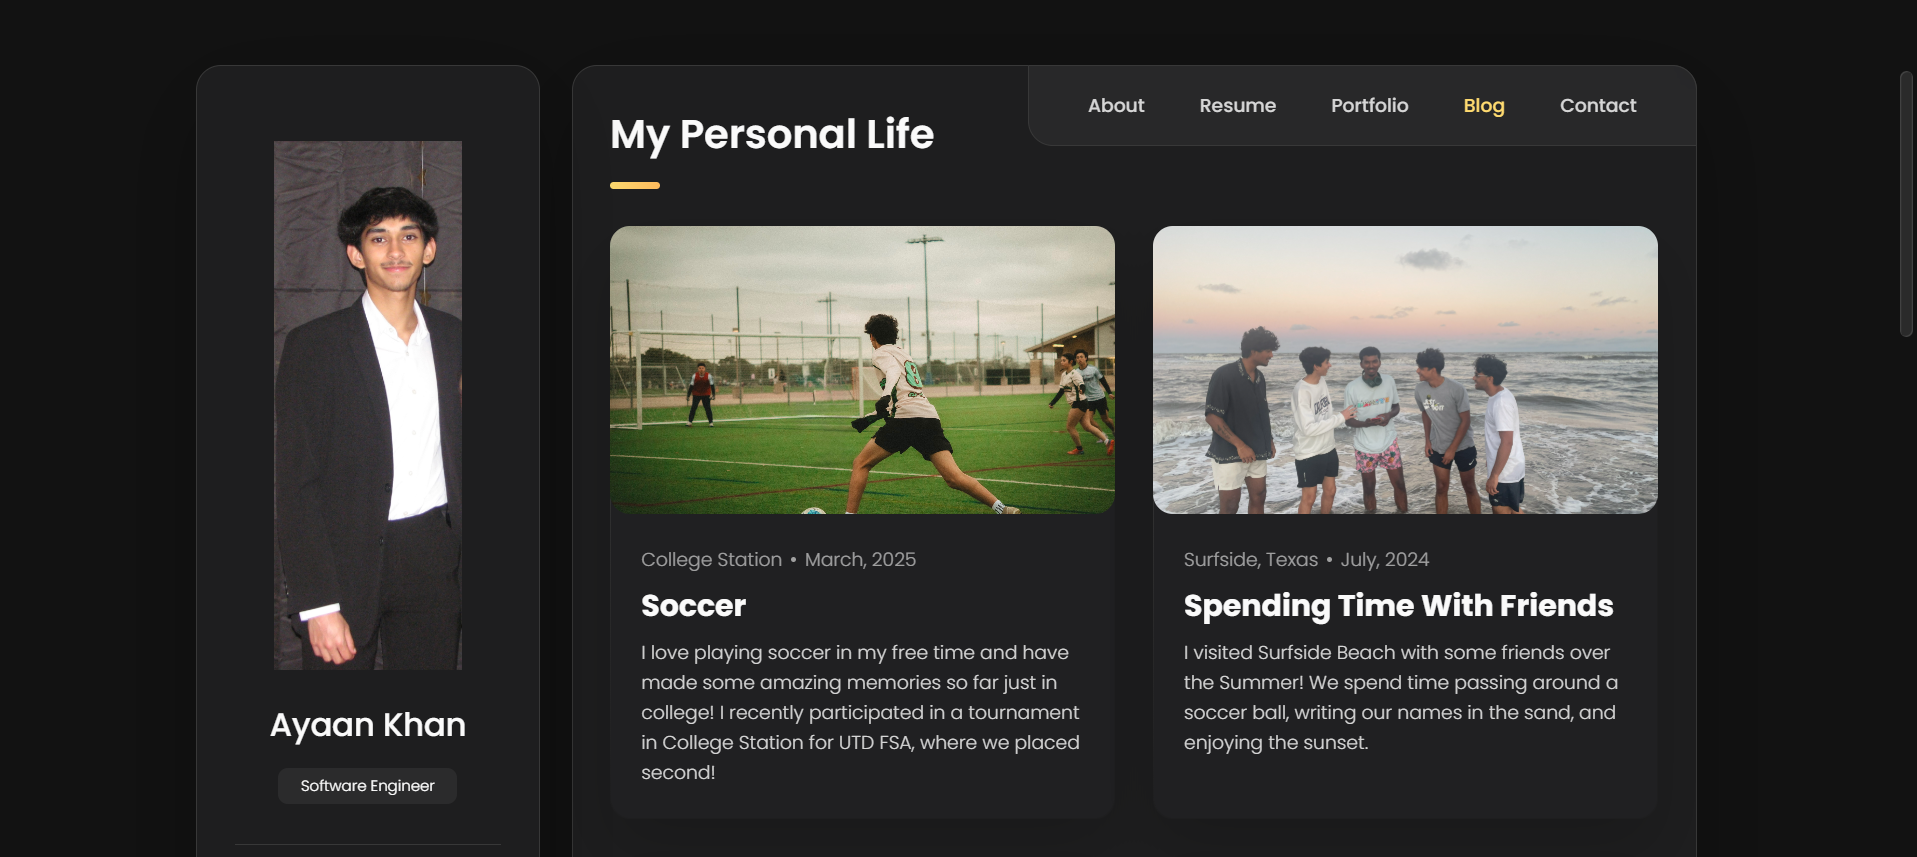 About Resume Portfolio Blog Contact
My Personal Life
Ayaan Khan
Software Engineer
College Station • March, 2025
Soccer
I love playing soccer in my free time and have
made some amazing memories so far just in
college! I recently participated in a tournament
in College Station for UTD FSA, where we placed
second!
Surfside, Texas • July, 2024
Spending Time With Friends
I visited Surfside Beach with some friends over
the Summer! We spend time passing around a
soccer ball, writing our names in the sand, and
enjoying the sunset.